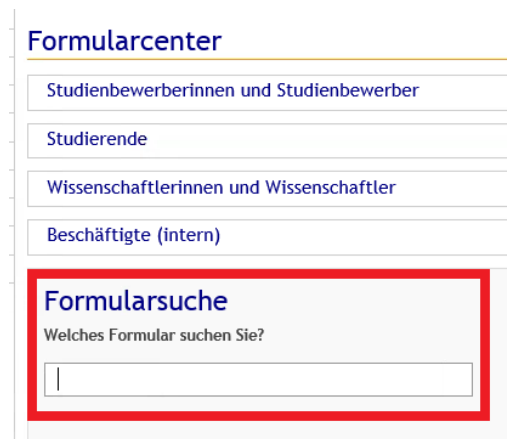 Formularcenter
Studienbewerberinnen und Studienbewerber
Studierende
Wissenschaftlerinnen und Wissenschaftler
Beschäftigte (intern)
Formularsuche
Welches Formular suchen Sie?